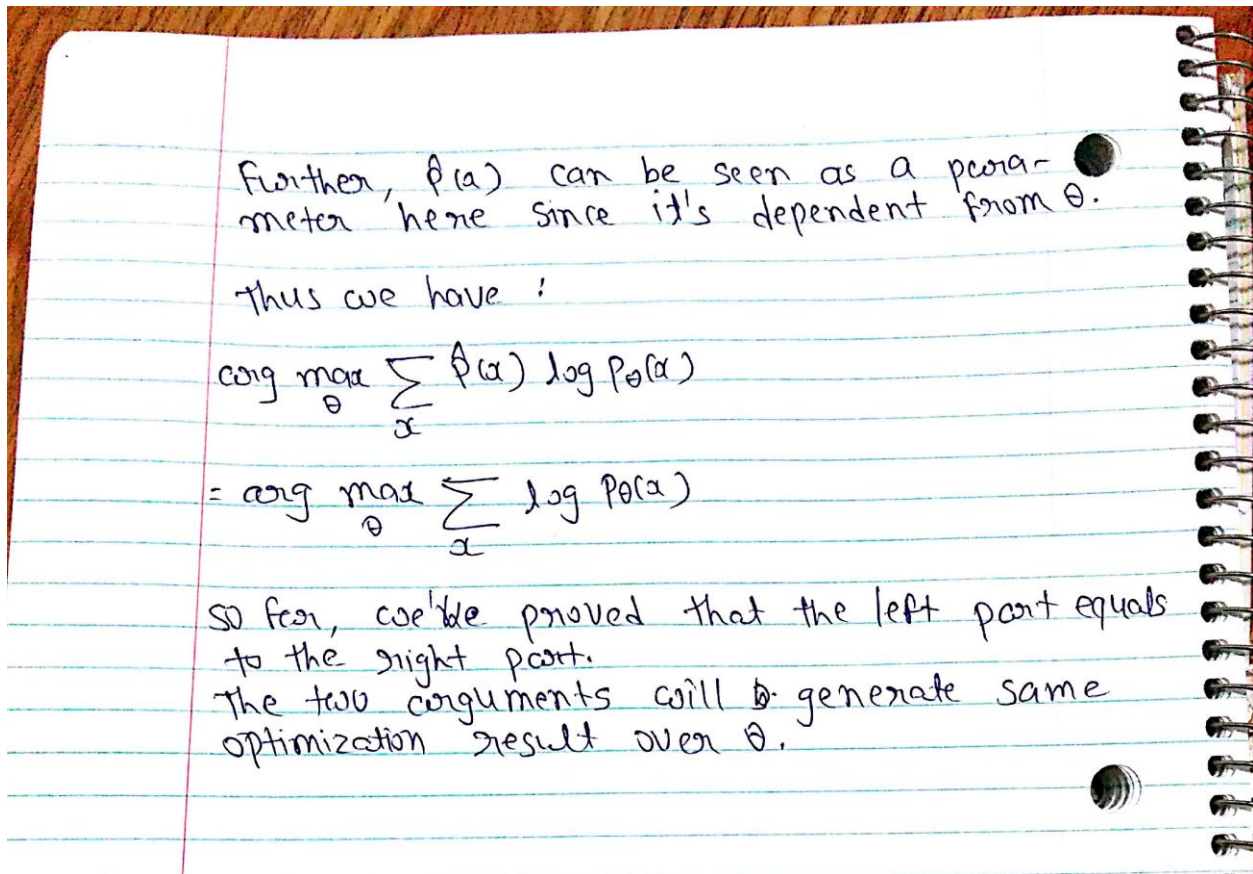 Further, p̂(x) can be seen as a para-
meter here since it's dependent from θ.
Thus we have :
arg max Σ p̂(x) log pθ(x)
θ x
= arg max Σ log pθ(x)
θ x
so far, we've proved that the left part equals
to the right part.
The two arguments will generate same
optimization result over θ.